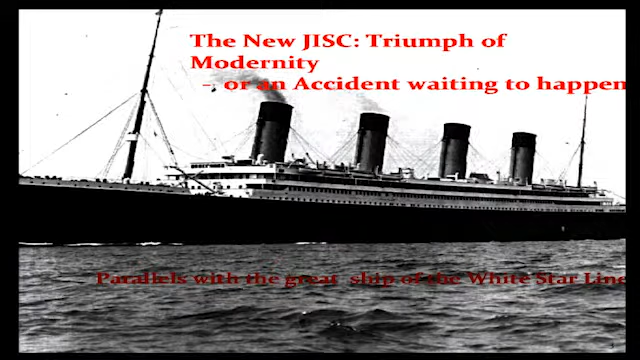 The New JISC: Triumph of
Modernity
– or an Accident waiting to happen
Parallels with the great ship of the White Star Line